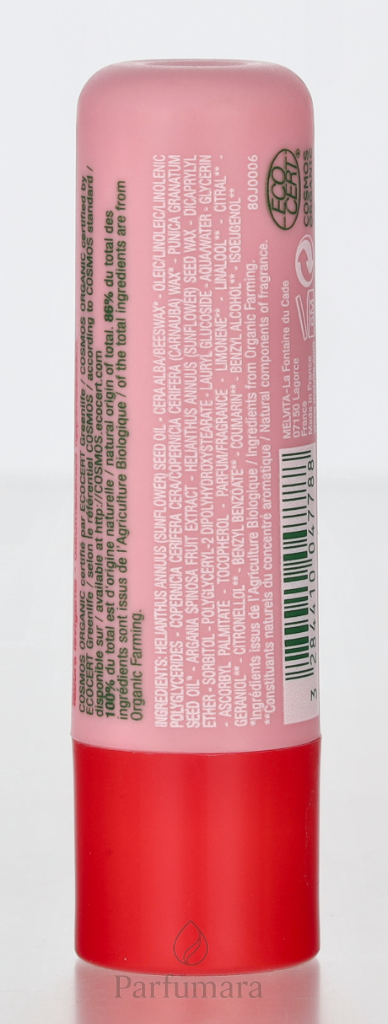 COSMOS ORGANIC certifié par ECOCERT Greenlife / COSMOS ORGANIC certified by
ECOCERT Greenlife / selon le référentiel COSMOS / according to COSMOS standard /
disponible sur / available at http://COSMOS.ecocert.com
100% du total est d'origine naturelle / natural origin of total. 86% du total des
ingrédients sont issus de l'Agriculture Biologique / of the total ingredients are from
Organic Farming.
INGREDIENTS: HELIANTHUS ANNUUS (SUNFLOWER) SEED OIL - CERA ALBA/BEESWAX* - OLEIC/LINOLEIC/LINOLENIC
POLYGLYCERIDES - COPERNICIA CERIFERA CERA/COPERNICIA CERIFERA (CARNAUBA) WAX* - PUNICA GRANATUM
SEED OIL* - ARGANIA SPINOSA FRUIT EXTRACT - HELIANTHUS ANNUUS (SUNFLOWER) SEED WAX - DICAPRYLYL
ETHER - SORBITOL - POLYGLYCERYL-2 DIPOLYHYDROXYSTEARATE - LAURYL GLUCOSIDE - AQUA/WATER - GLYCERIN
- ASCORBYL PALMITATE - TOCOPHEROL - PARFUM/FRAGRANCE - LIMONENE** - LINALOOL** - CITRAL** -
GERANIOL** - CITRONELLOL** - BENZYL BENZOATE** - COUMARIN** - BENZYL ALCOHOL** - ISOEUGENOL**
*Ingrédients issus de l'Agriculture Biologique / Ingredients from Organic Farming.
**Constituants naturels du concentré aromatique / Natural components of fragrance.
80J0006
ECO
CERT®
COSMOS
ORGANIC
MELVITA-La Fontaine du Cade
07150 Lagorce
France
Made in France
3 284410 047788
Parfumara